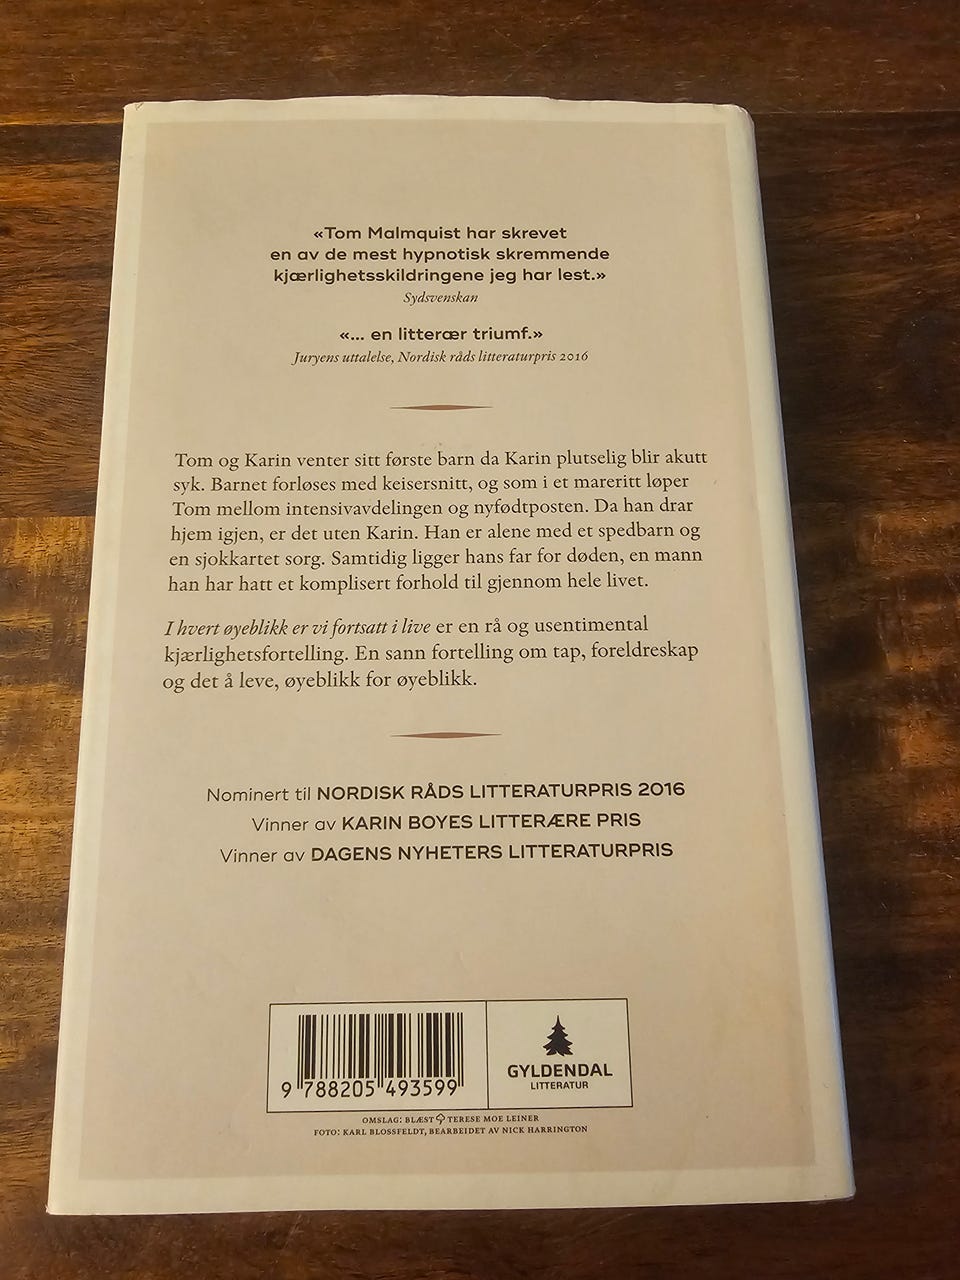 «Tom Malmquist har skrevet
en av de mest hypnotisk skremmende
kjærlighetsskildringene jeg har lest.»
Sydsvenskan
«... en litterær triumf.»
Juryens uttalelse, Nordisk råds litteraturpris 2016
Tom og Karin venter sitt første barn da Karin plutselig blir akutt
syk. Barnet forløses med keisersnitt, og som i et mareritt løper
Tom mellom intensivavdelingen og nyfødtposten. Da han drar
hjem igjen, er det uten Karin. Han er alene med et spedbarn og
en sjokkartet sorg. Samtidig ligger hans far for døden, en mann
han har hatt et komplisert forhold til gjennom hele livet.
I hvert øyeblikk er vi fortsatt i live er en rå og usentimental
kjærlighetsfortelling. En sann fortelling om tap, foreldreskap
og det å leve, øyeblikk for øyeblikk.
Nominert til NORDISK RÅDS LITTERATURPRIS 2016
Vinner av KARIN BOYES LITTERÆRE PRIS
Vinner av DAGENS NYHETERS LITTERATURPRIS
9 788205 493599
GYLDENDAL
LITTERATUR
OMSLAG: BLÆST TERESE MOE LEINER
FOTO: KARL BLOSSFELDT, BEARBEIDET AV NICK HARRINGTON